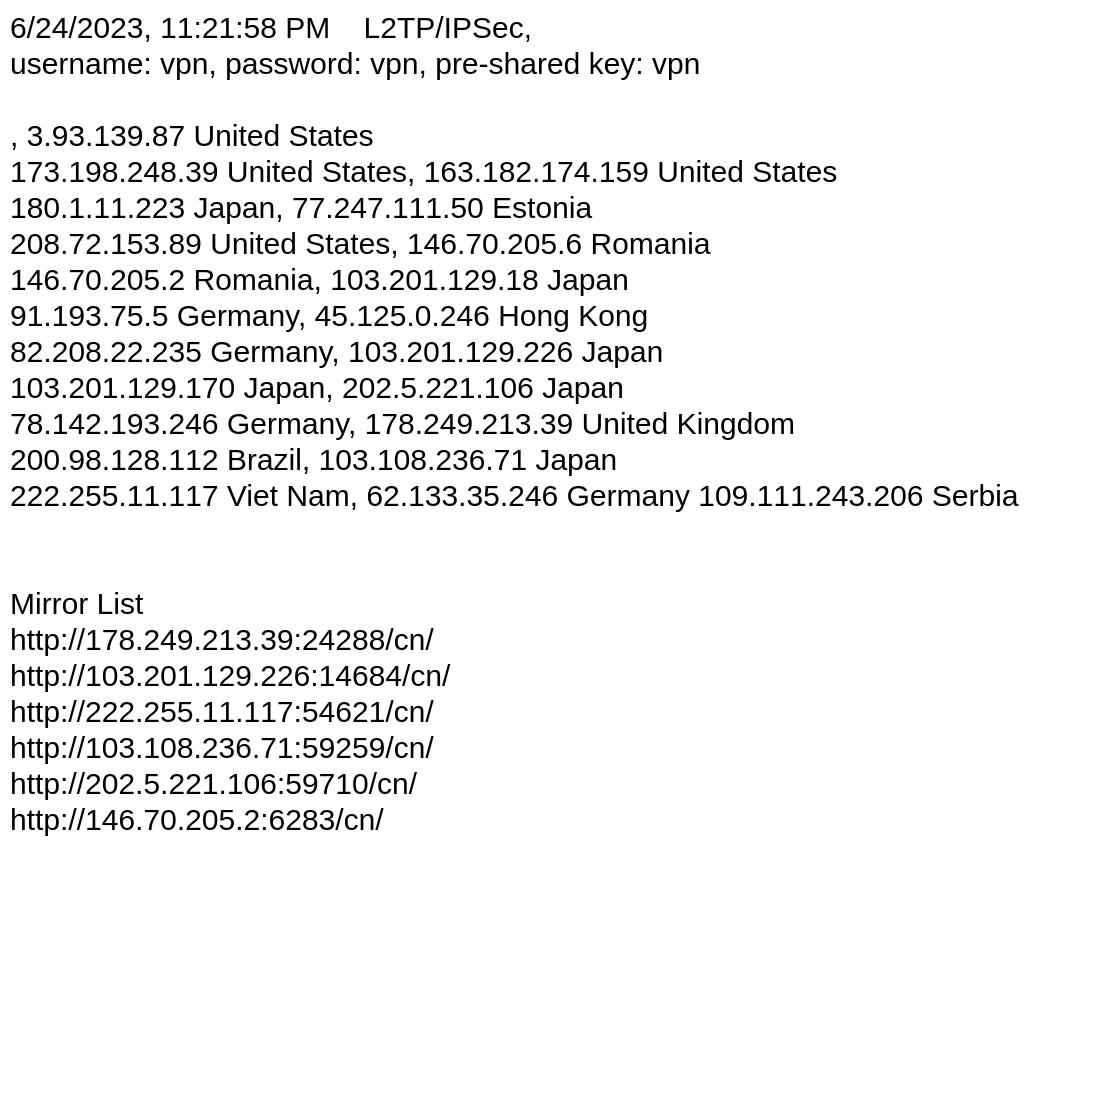 6/24/2023, 11:21:58 PM    L2TP/IPSec,
username: vpn, password: vpn, pre-shared key: vpn
, 3.93.139.87 United States
173.198.248.39 United States, 163.182.174.159 United States
180.1.11.223 Japan, 77.247.111.50 Estonia
208.72.153.89 United States, 146.70.205.6 Romania
146.70.205.2 Romania, 103.201.129.18 Japan
91.193.75.5 Germany, 45.125.0.246 Hong Kong
82.208.22.235 Germany, 103.201.129.226 Japan
103.201.129.170 Japan, 202.5.221.106 Japan
78.142.193.246 Germany, 178.249.213.39 United Kingdom
200.98.128.112 Brazil, 103.108.236.71 Japan
222.255.11.117 Viet Nam, 62.133.35.246 Germany 109.111.243.206 Serbia
Mirror List
http://178.249.213.39:24288/cn/
http://103.201.129.226:14684/cn/
http://222.255.11.117:54621/cn/
http://103.108.236.71:59259/cn/
http://202.5.221.106:59710/cn/
http://146.70.205.2:6283/cn/